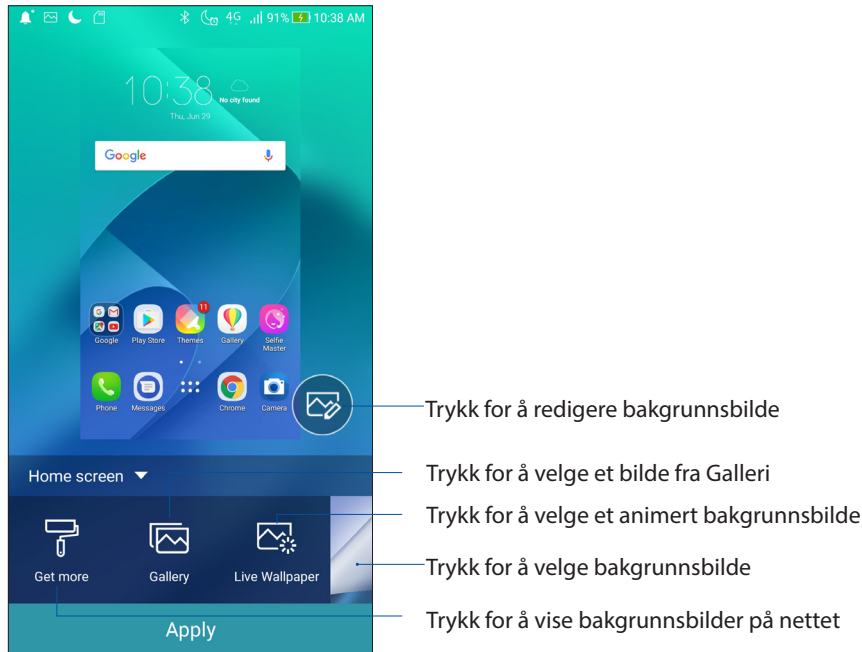 4G 91% 10:38 AM
10:38
No city found
Thu, Jun 29
Google
11
Google Play Store Themes Gallery Selfie
Master
Phone Messages Chrome Camera
Trykk for å redigere bakgrunnsbilde
Home screen
Trykk for å velge et bilde fra Galleri
Trykk for å velge et animert bakgrunnsbilde
Get more Gallery Live Wallpaper
Trykk for å velge bakgrunnsbilde
Trykk for å vise bakgrunnsbilder på nettet
Apply